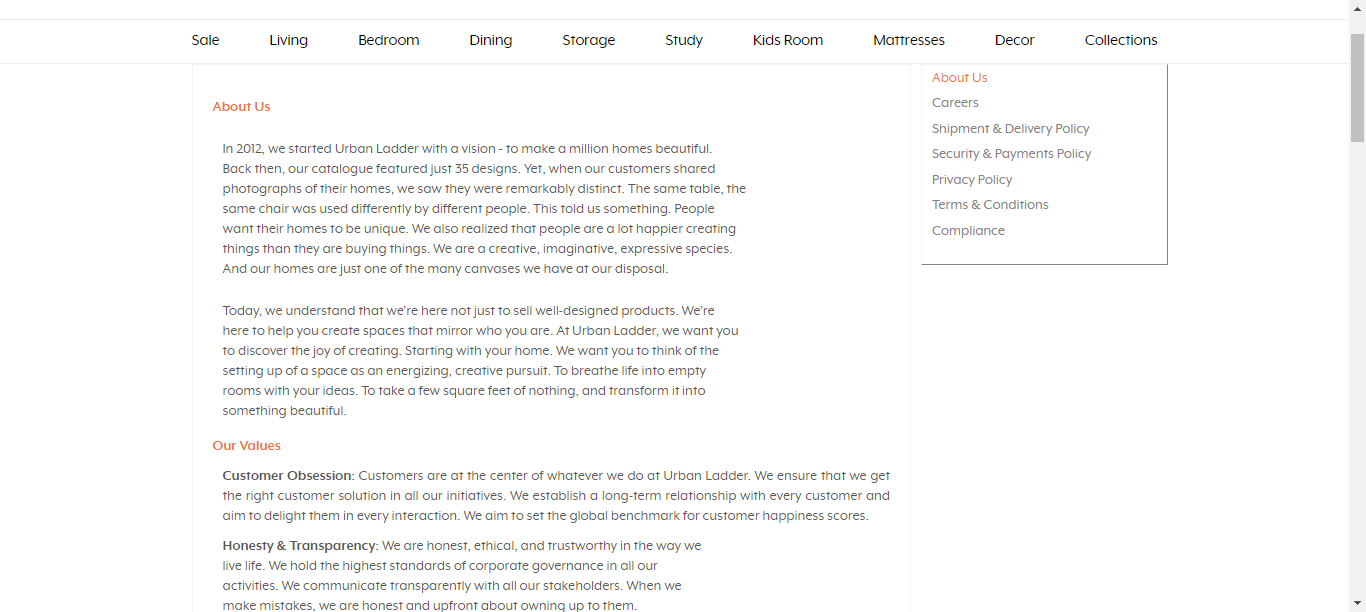 Sale Living Bedroom Dining Storage Study Kids Room Mattresses Decor Collections
About Us
In 2012, we started Urban Ladder with a vision - to make a million homes beautiful.
Back then, our catalogue featured just 35 designs. Yet, when our customers shared
photographs of their homes, we saw they were remarkably distinct. The same table, the
same chair was used differently by different people. This told us something. People
want their homes to be unique. We also realized that people are a lot happier creating
things than they are buying things. We are a creative, imaginative, expressive species.
And our homes are just one of the many canvases we have at our disposal.
Today, we understand that we're here not just to sell well-designed products. We're
here to help you create spaces that mirror who you are. At Urban Ladder, we want you
to discover the joy of creating. Starting with your home. We want you to think of the
setting up of a space as an energizing, creative pursuit. To breathe life into empty
rooms with your ideas. To take a few square feet of nothing, and transform it into
something beautiful.
Our Values
Customer Obsession: Customers are at the center of whatever we do at Urban Ladder. We ensure that we get
the right customer solution in all our initiatives. We establish a long-term relationship with every customer and
aim to delight them in every interaction. We aim to set the global benchmark for customer happiness scores.
Honesty & Transparency: We are honest, ethical, and trustworthy in the way we
live life. We hold the highest standards of corporate governance in all our
activities. We communicate transparently with all our stakeholders. When we
make mistakes, we are honest and upfront about owning up to them.
About Us
Careers
Shipment & Delivery Policy
Security & Payments Policy
Privacy Policy
Terms & Conditions
Compliance